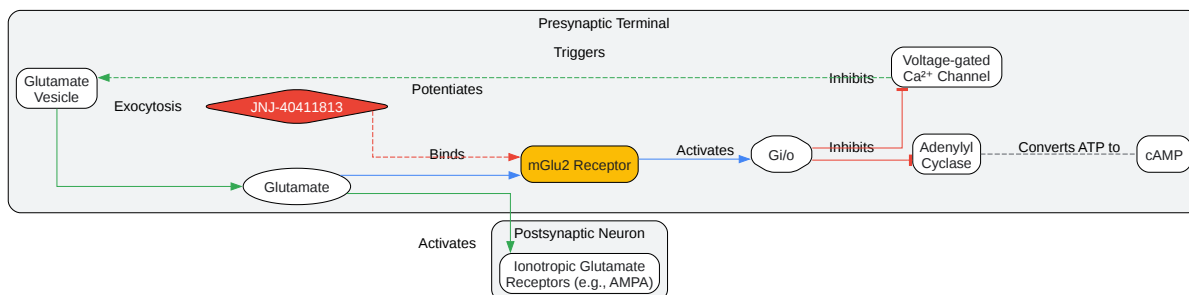 Presynaptic Terminal
Triggers
Glutamate
Vesicle
Voltage-gated
Ca²⁺ Channel
Inhibits
Potentiates
Exocytosis
JNJ-40411813
Binds
mGlu2 Receptor
Activates
Gi/o
Inhibits
Adenylyl
Cyclase
Converts ATP to
cAMP
Glutamate
Postsynaptic Neuron
Activates
Ionotropic Glutamate
Receptors (e.g., AMPA)